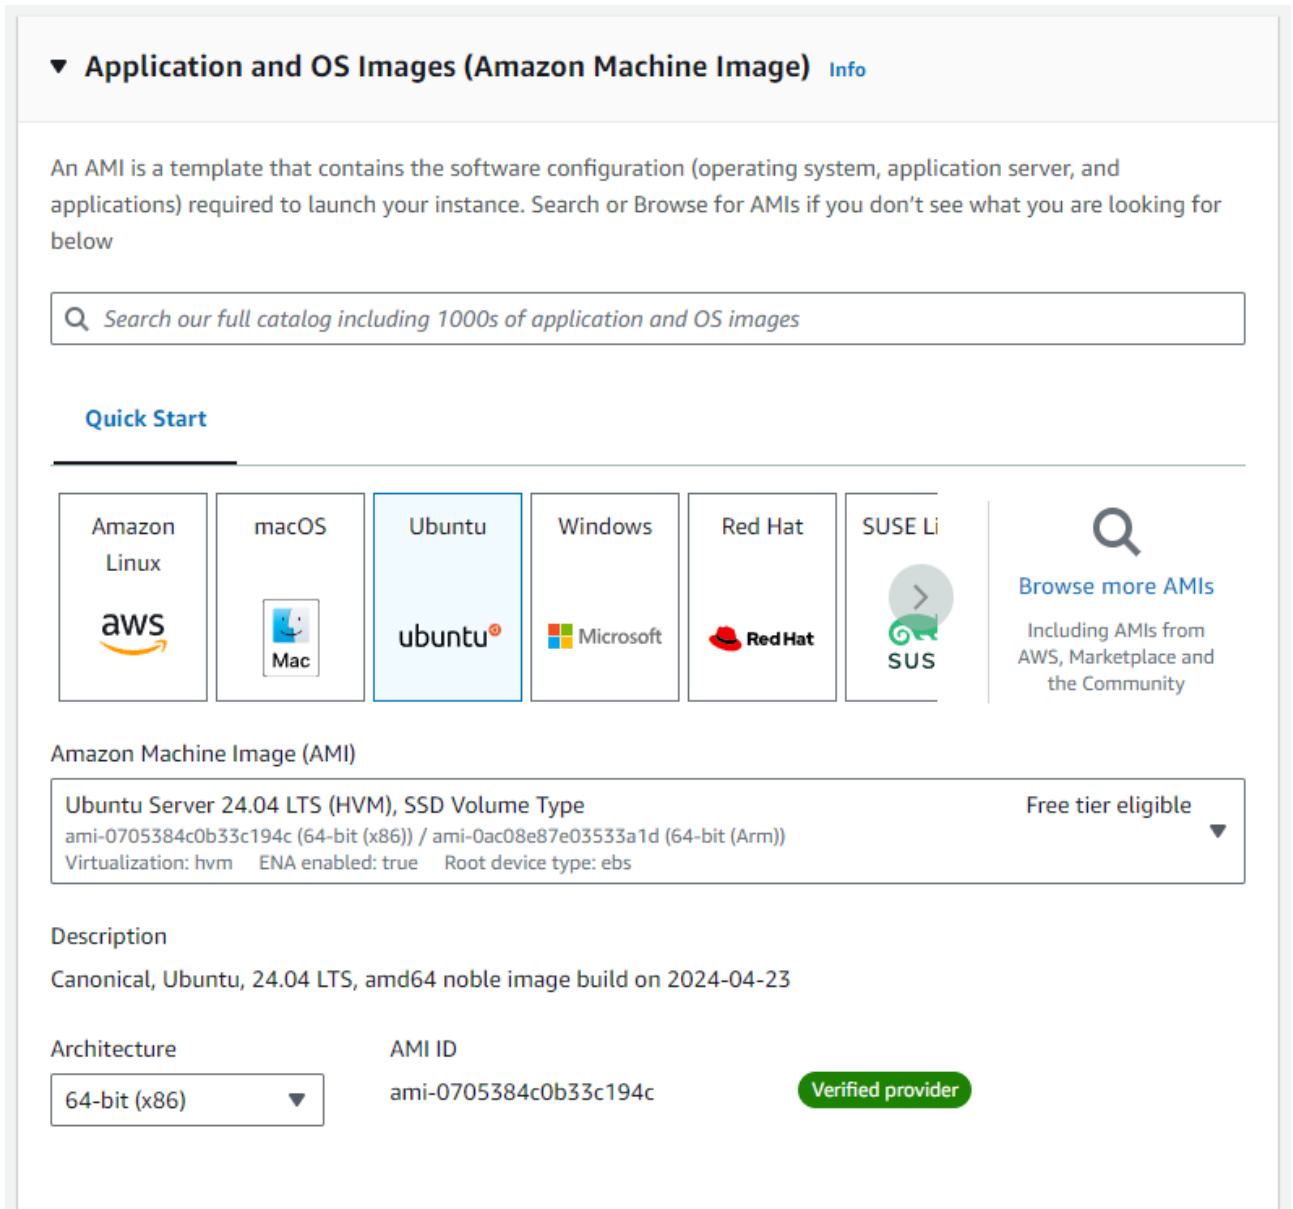 Application and OS Images (Amazon Machine Image) Info
An AMI is a template that contains the software configuration (operating system, application server, and
applications) required to launch your instance. Search or Browse for AMIs if you don't see what you are looking for
below
Search our full catalog including 1000s of application and OS images
Quick Start
Amazon
Linux
aws
macOS
Mac
Ubuntu
ubuntu
Windows
Microsoft
Red Hat
RedHat
SUSE Li
SUS
Browse more AMIs
Including AMIs from
AWS, Marketplace and
the Community
Amazon Machine Image (AMI)
Ubuntu Server 24.04 LTS (HVM), SSD Volume Type
Free tier eligible
ami-0705384c0b33c194c (64-bit (x86)) / ami-0ac08e87e03533a1d (64-bit (Arm))
Virtualization: hvm ENA enabled: true Root device type: ebs
Description
Canonical, Ubuntu, 24.04 LTS, amd64 noble image build on 2024-04-23
Architecture
64-bit (x86)
AMI ID
ami-0705384c0b33c194c
Verified provider